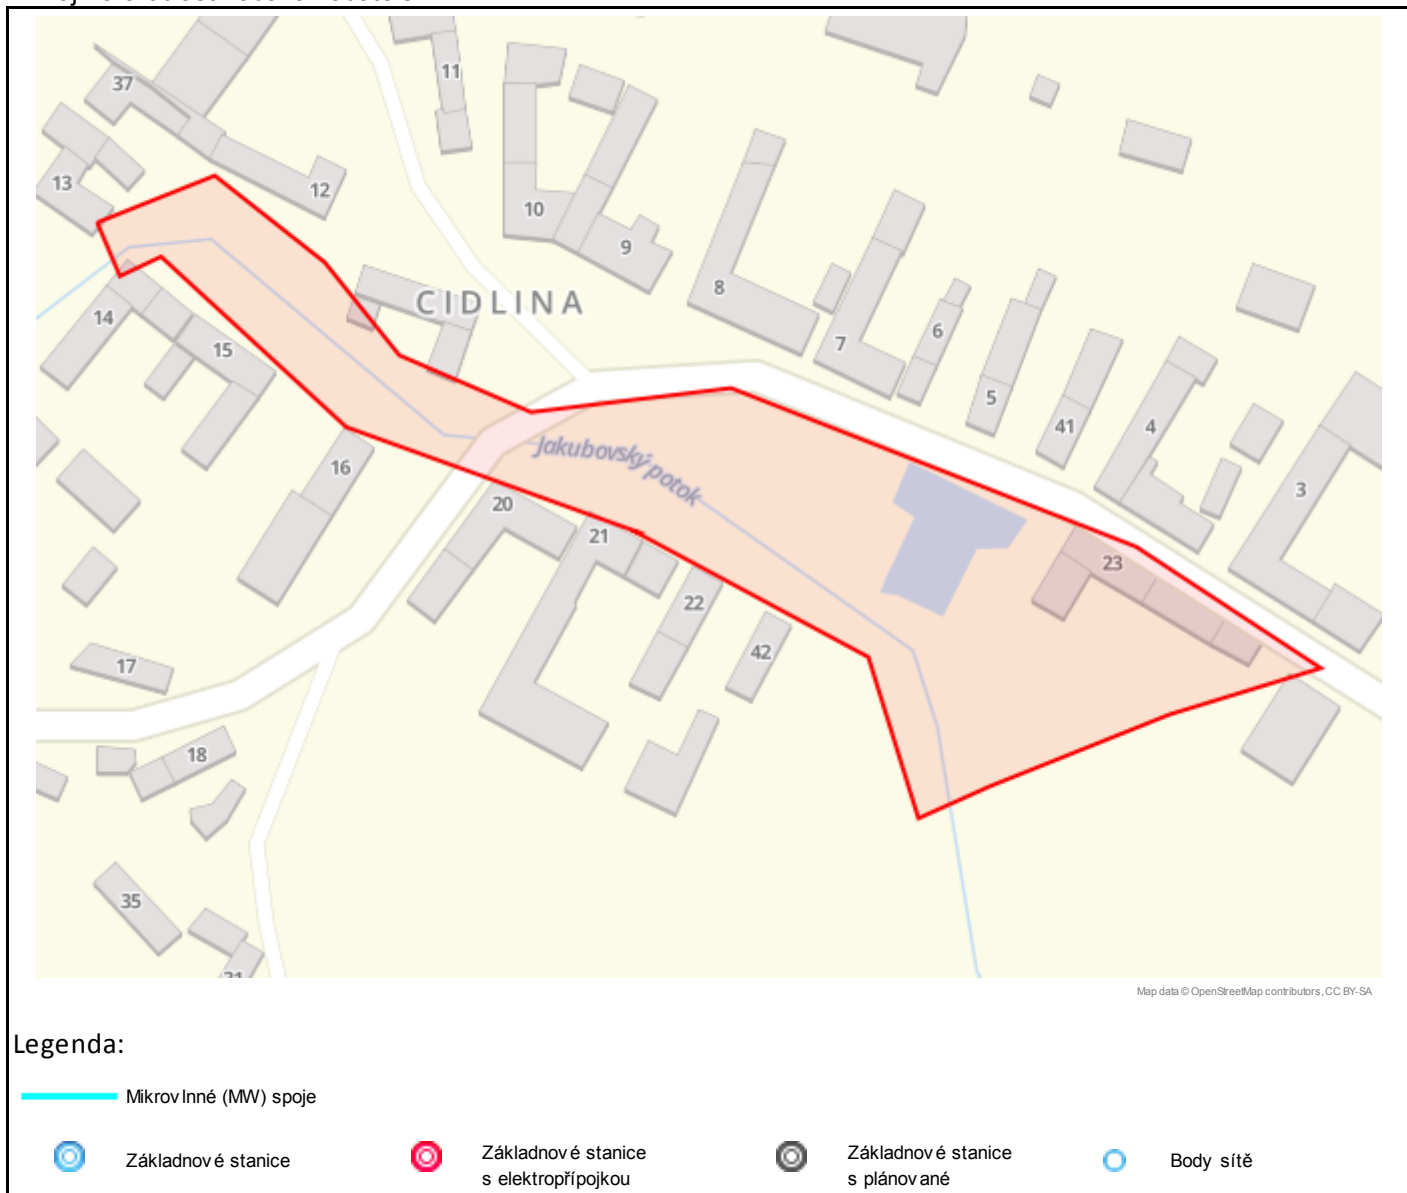 37
11
13
12
10
9
CIDLINA
8
14
15
7
6
5
41
4
3
16
Jakubovský potok
20
21
23
22
42
17
18
35
Map data © OpenStreetMap contributors, CC BY-SA
Legenda:
Mikrovlnné (MW) spoje
Základnové stanice
Základnové stanice
s elektropřípojkou
Základnové stanice
s plánované
Body sítě